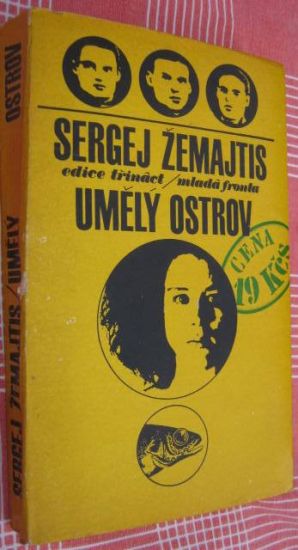 SERGEJ ŽEMAJTIS
edice třináct/mladá fronta
UMĚLÝ OSTROV
CENA
19 Kčs
SERGEJ ŽEMAJTIS/UMĚLÝ OSTROV